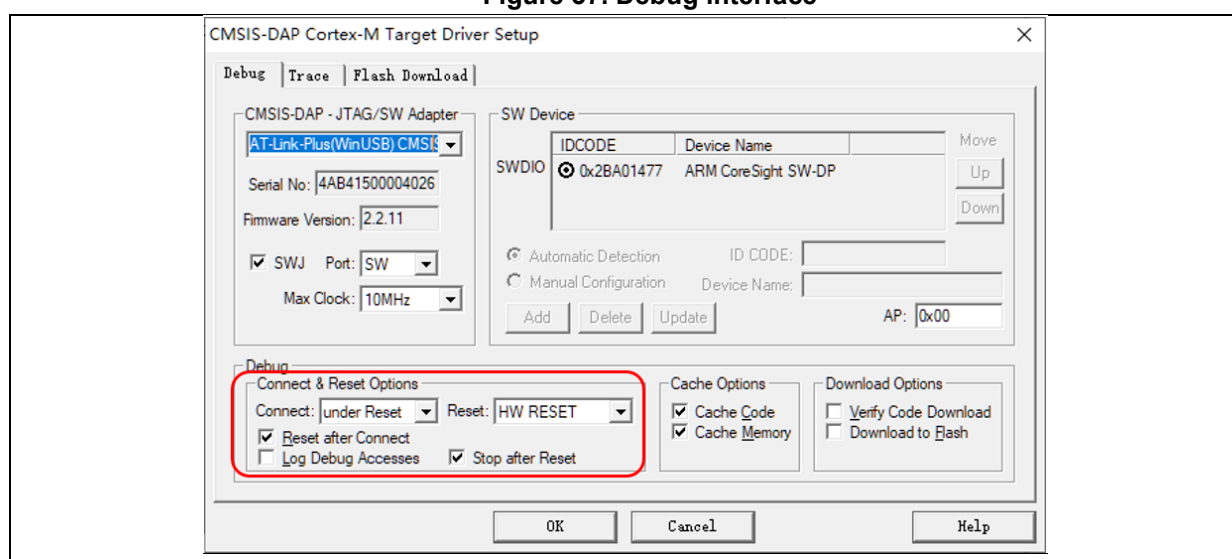 Figure 37. Debug interface
CMSIS-DAP Cortex-M Target Driver Setup
Debug Trace Flash Download
CMSIS-DAP - JTAG/SW Adapter
AT-Link-Plus(WinUSB) CMSIS
Serial No: 4AB41500004026
Firmware Version: 2.2.11
SWJ Port: SW
Max Clock: 10MHz
SW Device
IDCODE Device Name
SWDIO 0x2BA01477 ARM CoreSight SW-DP
Move
Up
Down
Automatic Detection ID CODE:
Manual Configuration Device Name:
Add Delete Update AP: 0x00
Debug
Connect & Reset Options
Connect: under Reset Reset: HW RESET
Reset after Connect
Log Debug Accesses Stop after Reset
Cache Options
Cache Code
Cache Memory
Download Options
Verify Code Download
Download to Flash
OK Cancel Help